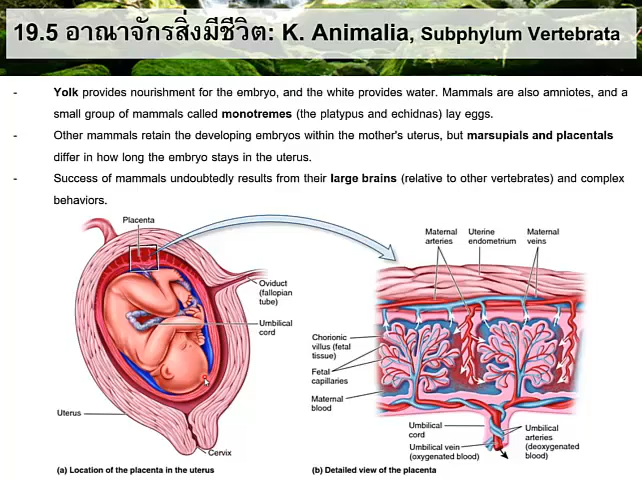 19.5 อาณาจักรสิ่งมีชีวิต: K. Animalia, Subphylum Vertebrata
- Yolk provides nourishment for the embryo, and the white provides water. Mammals are also amniotes, and a
small group of mammals called monotremes (the platypus and echidnas) lay eggs.
- Other mammals retain the developing embryos within the mother's uterus, but marsupials and placentals
differ in how long the embryo stays in the uterus.
- Success of mammals undoubtedly results from their large brains (relative to other vertebrates) and complex
behaviors.
Placenta
Oviduct
(fallopian
tube)
Umbilical
cord
Uterus
Cervix
(a) Location of the placenta in the uterus
Maternal
arteries
Uterine
endometrium
Maternal
veins
Chorionic
villus (fetal
tissue)
Fetal
capillaries
Maternal
blood
Umbilical
cord
Umbilical vein
(oxygenated blood)
Umbilical
arteries
(deoxygenated
blood)
(b) Detailed view of the placenta